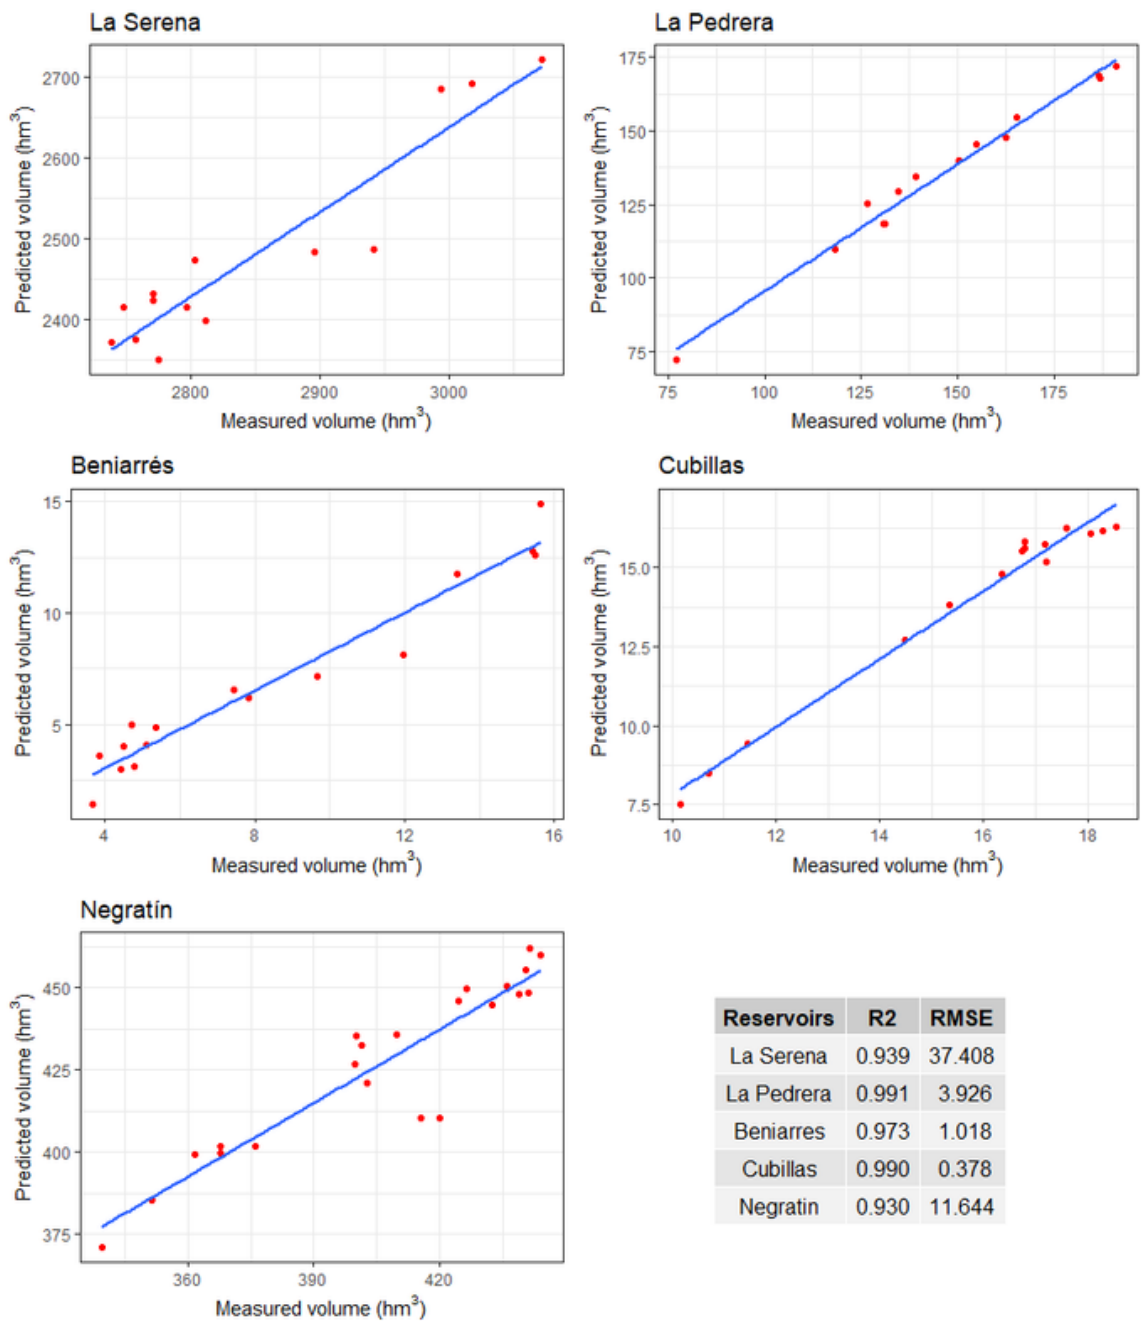 La Serena
Predicted volume (hm³)
2700
2600
2500
2400
2800 2900 3000
Measured volume (hm³)
La Pedrera
Predicted volume (hm³)
175
150
125
100
75
75 100 125 150 175
Measured volume (hm³)
Beniarrés
Predicted volume (hm³)
15
10
5
4 8 12 16
Measured volume (hm³)
Cubillas
Predicted volume (hm³)
15.0
12.5
10.0
7.5
10 12 14 16 18
Measured volume (hm³)
Negratín
Predicted volume (hm³)
450
425
400
375
360 390 420
Measured volume (hm³)
Reservoirs R2 RMSE
La Serena 0.939 37.408
La Pedrera 0.991 3.926
Beniarres 0.973 1.018
Cubillas 0.990 0.378
Negratin 0.930 11.644